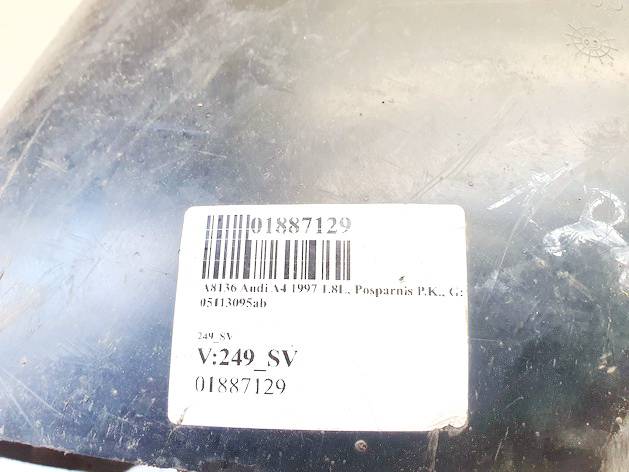 01887129
A8136 Audi A4 1997 1.8L, Posparnis P.K., G:
05113095ab
249_SV
V:249_SV
01887129